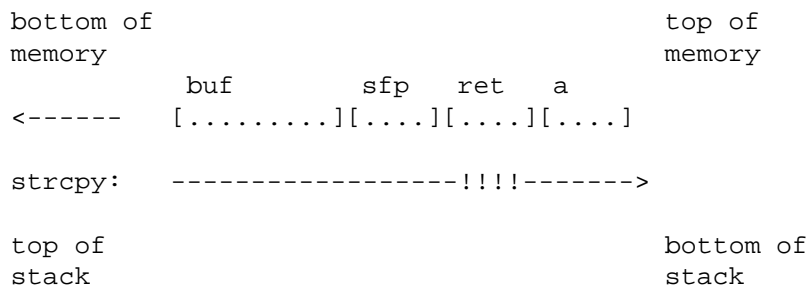 bottom of                                  top of
memory                                     memory
           buf          sfp   ret   a
<------   [.........][....][....][....]
strcpy:   ------------------!!!!------->
top of                                     bottom of
stack                                      stack